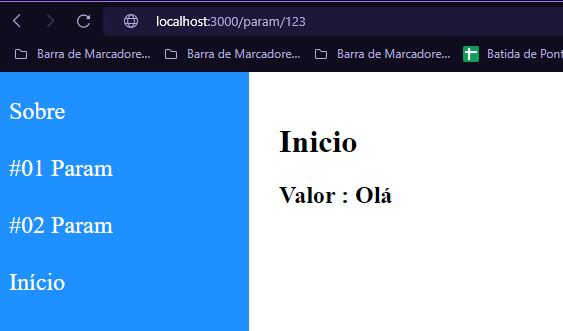 localhost:3000/param/123
Barra de Marcadore... Barra de Marcadore... Barra de Marcadore... Batida de Pont
Sobre
#01 Param
#02 Param
Início
Inicio
Valor : Olá